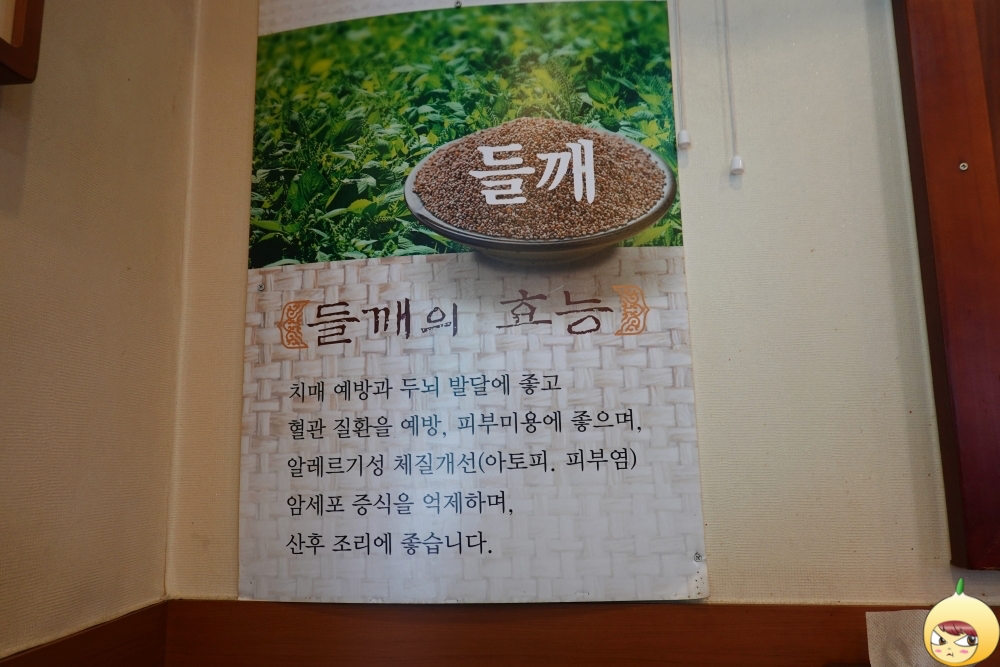 들깨
들깨의 효능
치매 예방과 두뇌 발달에 좋고
혈관 질환을 예방, 피부미용에 좋으며,
알레르기성 체질개선(아토피. 피부염)
암세포 증식을 억제하며,
산후 조리에 좋습니다.